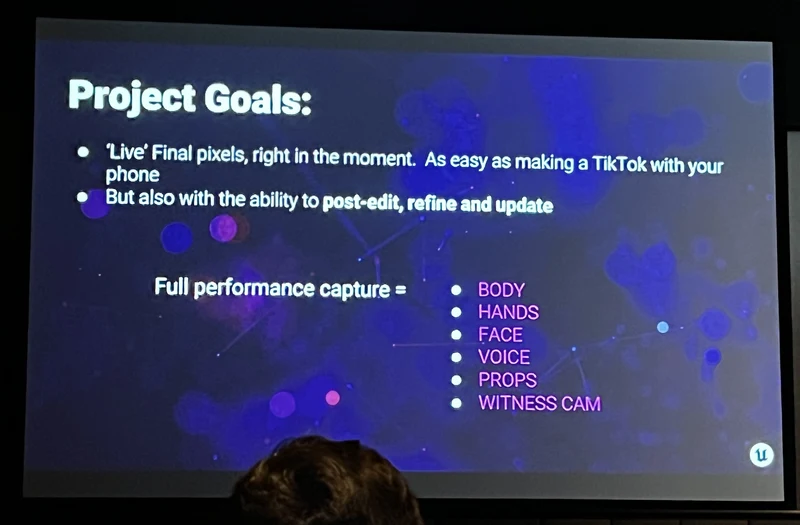 Project Goals:
‘Live’ Final pixels, right in the moment. As easy as making a TikTok with your
phone
But also with the ability to post-edit, refine and update
Full performance capture =
BODY
HANDS
FACE
VOICE
PROPS
WITNESS CAM